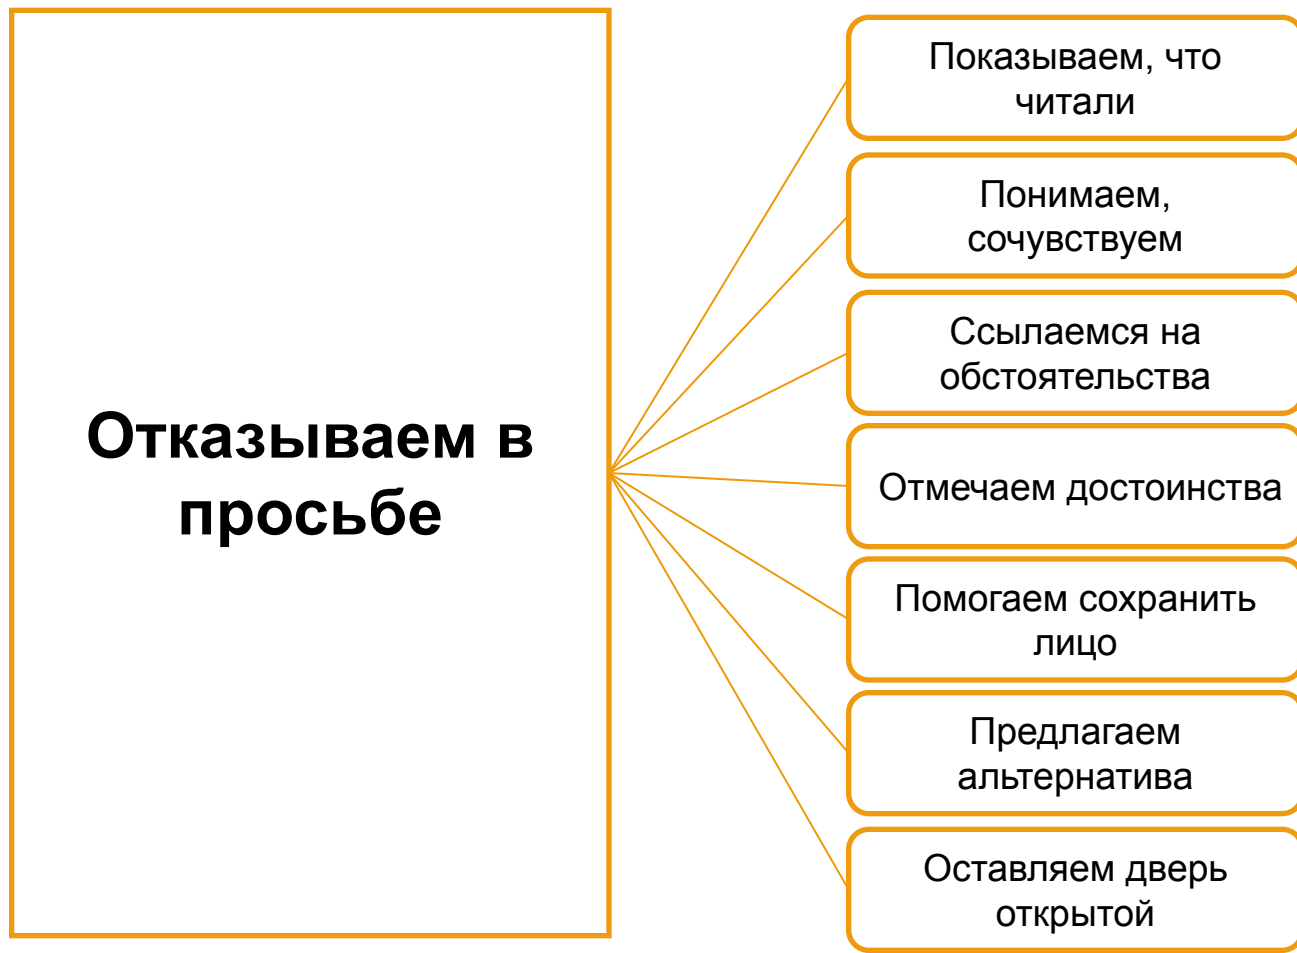 Отказываем в
просьбе
Показываем, что
читали
Понимаем,
сочувствуем
Ссылаемся на
обстоятельства
Отмечаем достоинства
Помогаем сохранить
лицо
Предлагаем
альтернатива
Оставляем дверь
открытой